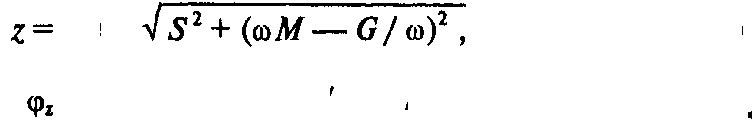 z = √S² + (ωM — G/ω)² ,
φz